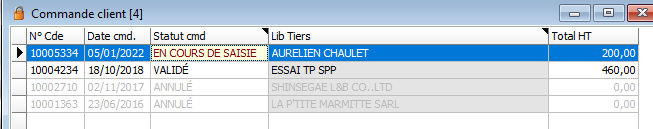 Commande client [4]
N° Cde Date cmd. Statut cmd Lib Tiers Total HT
10005334 05/01/2022 EN COURS DE SAISIE AURELIEN CHAULET 200,00
10004234 18/10/2018 VALIDÉ ESSAI TP SPP 460,00
10002710 02/11/2017 ANNULÉ SHINSEGAE L&B CO..LTD 0,00
10001363 23/06/2016 ANNULÉ LA P'TITE MARMITTE SARL 0,00